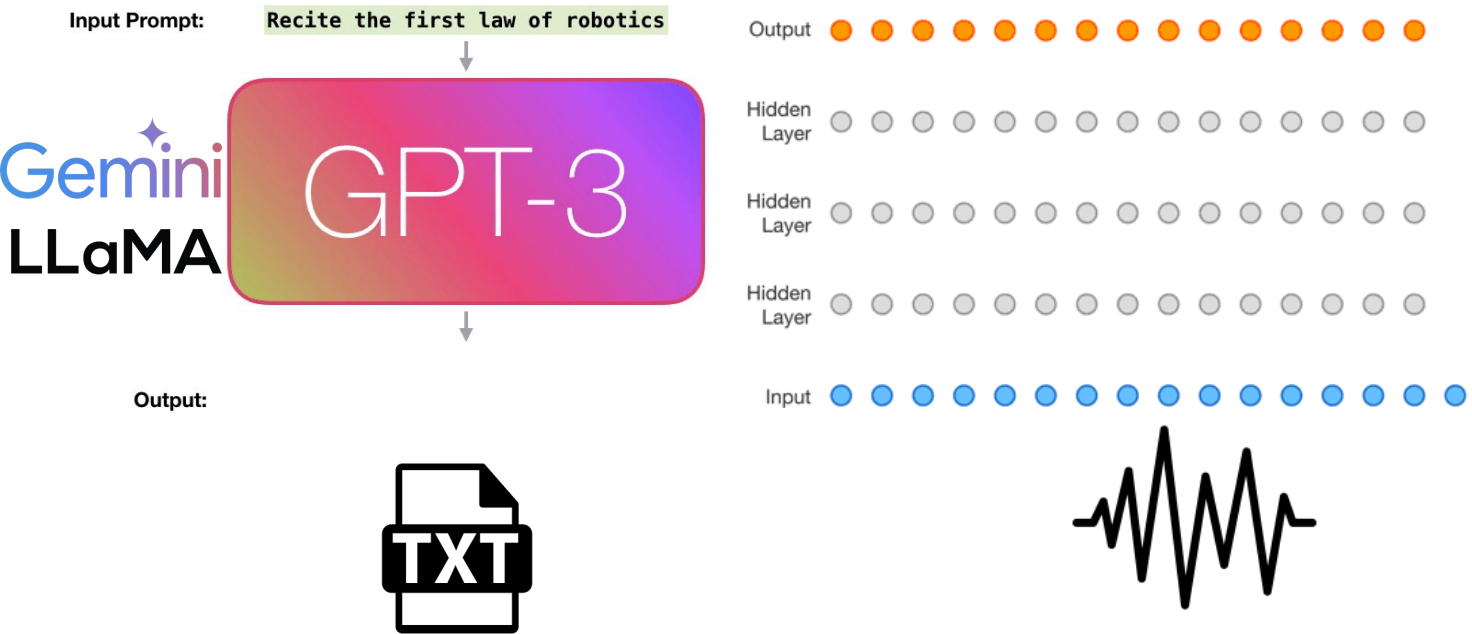 Input Prompt:
Recite the first law of robotics
Gemini
LLaMA
GPT-3
Output:
TXT
Output
Hidden
Layer
Hidden
Layer
Hidden
Layer
Input